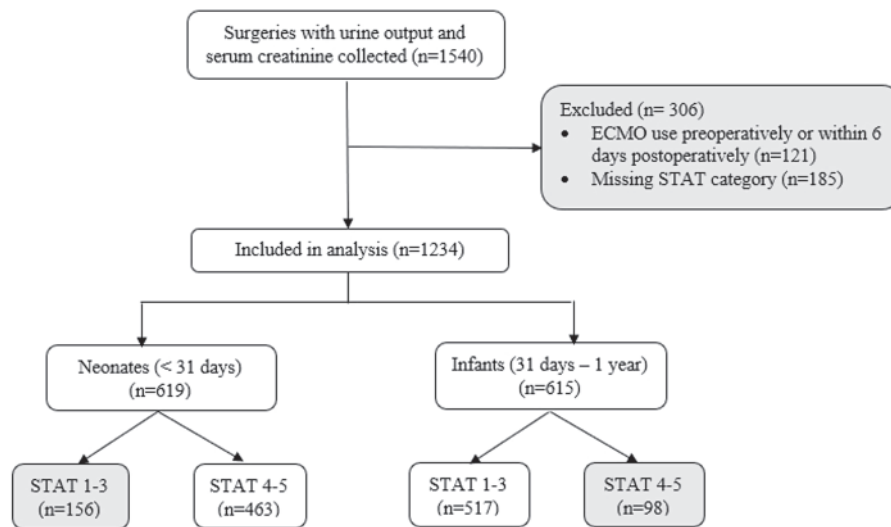 Surgeries with urine output and
serum creatinine collected (n=1540)
Excluded (n= 306)
• ECMO use preoperatively or within 6
days postoperatively (n=121)
• Missing STAT category (n=185)
Included in analysis (n=1234)
Neonates (< 31 days)
(n=619)
Infants (31 days – 1 year)
(n=615)
STAT 1-3
(n=156)
STAT 4-5
(n=463)
STAT 1-3
(n=517)
STAT 4-5
(n=98)